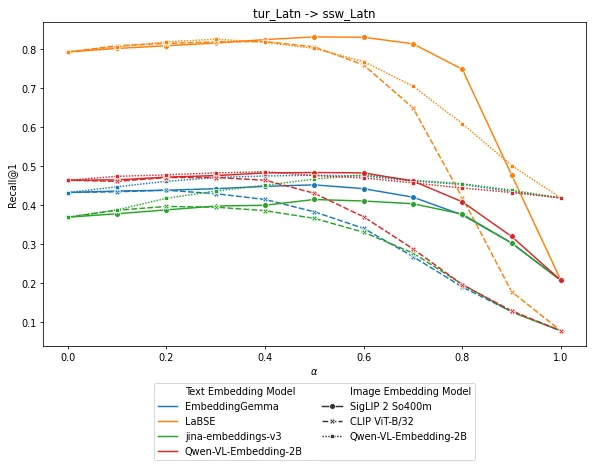 tur_Latn -> ssw_Latn
Recall@1
0.8
0.7
0.6
0.5
0.4
0.3
0.2
0.1
0.0 0.2 0.4 0.6 0.8 1.0
α
Text Embedding Model Image Embedding Model
EmbeddingGemma SigLIP 2 So400m
LaBSE CLIP ViT-B/32
jina-embeddings-v3 Qwen-VL-Embedding-2B
Qwen-VL-Embedding-2B